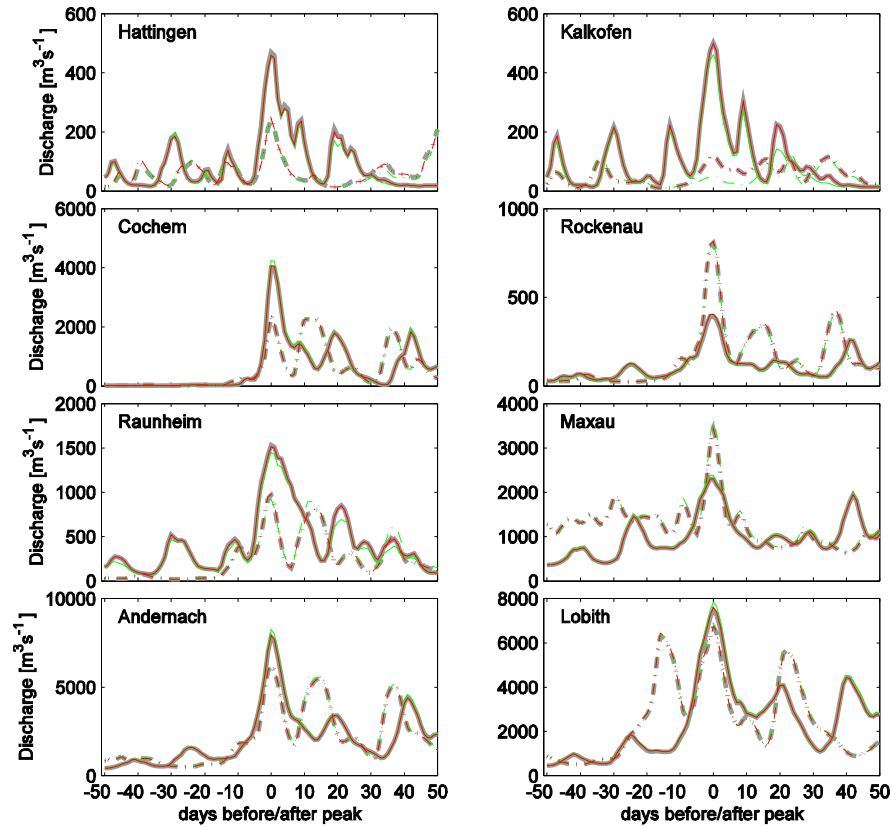 Hattingen
Kalkofen
Discharge [m³s⁻¹]
600
400
200
0
600
400
200
0
Cochem
Rockenau
Discharge [m³s⁻¹]
6000
4000
2000
0
1000
500
0
Raunheim
Maxau
Discharge [m³s⁻¹]
2000
1500
1000
500
0
4000
3000
2000
1000
0
Andernach
Lobith
Discharge [m³s⁻¹]
10000
5000
0
8000
6000
4000
2000
0
-50 -40 -30 -20 -10 0 10 20 30 40 50
-50 -40 -30 -20 -10 0 10 20 30 40 50
days before/after peak
days before/after peak